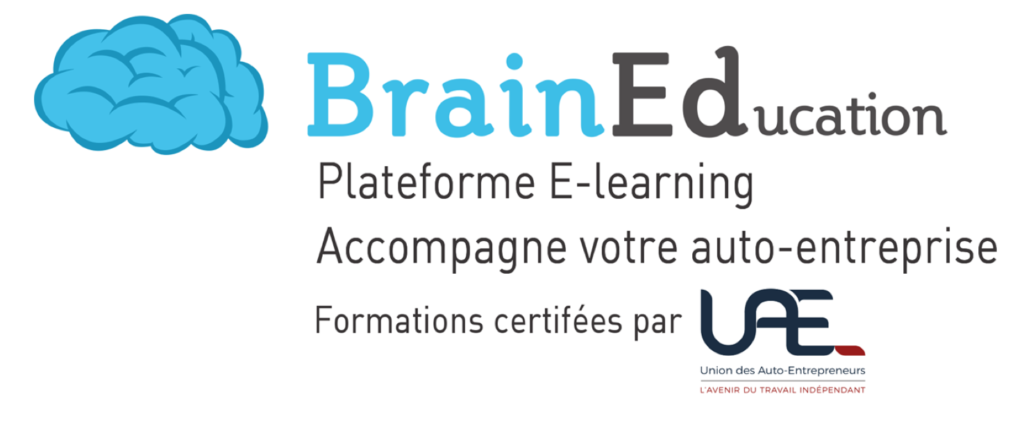 BrainEducation
Plateforme E-learning
Accompagne votre auto-entreprise
Formations certifées par UAE
Union des Auto-Entrepreneurs
L'AVENIR DU TRAVAIL INDÉPENDANT